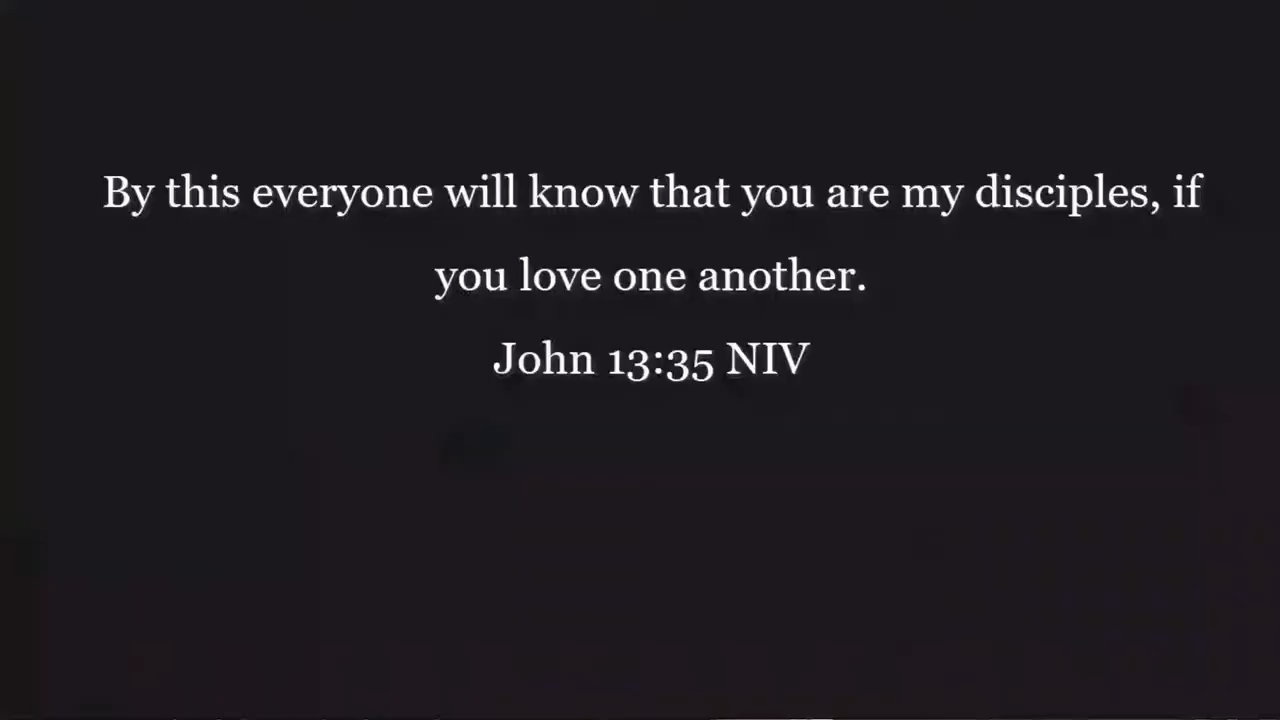 By this everyone will know that you are my disciples, if
you love one another.
John 13:35 NIV